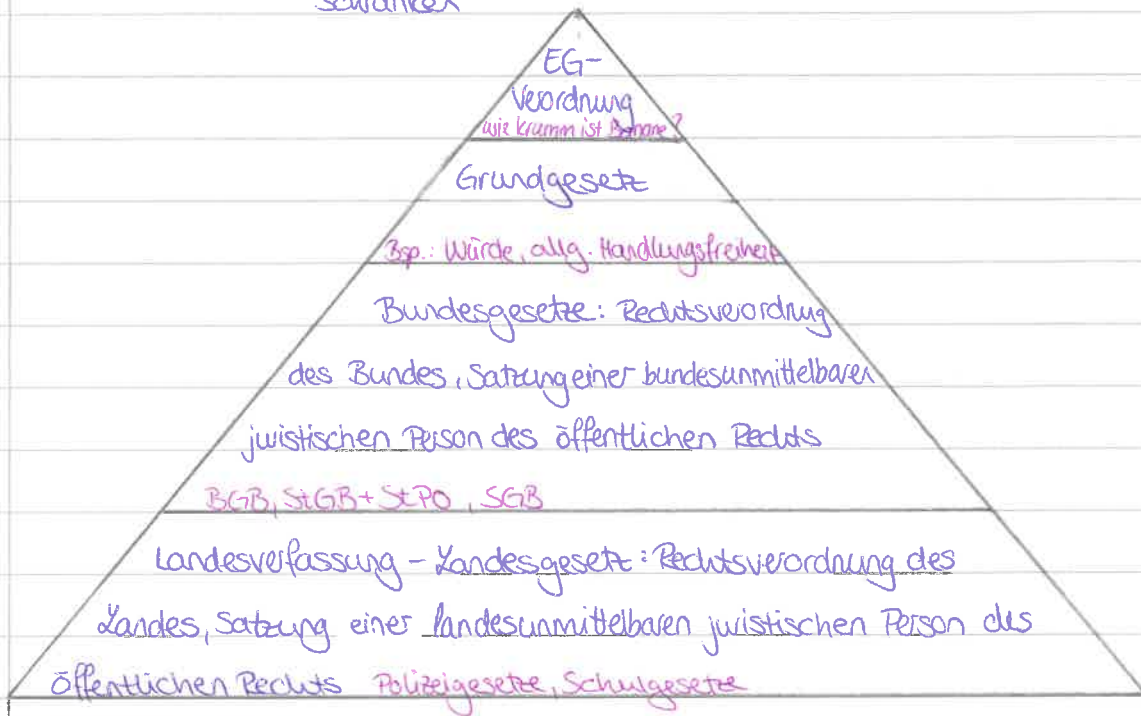 schranken
EG-
Verordnung
wie krumm ist Banane?
Grundgesetz
Bsp.: Würde, allg. Handlungsfreiheit
Bundesgesetze: Rechtsverordnung
des Bundes, Satzung einer bundesunmittelbaren
juristischen Person des öffentlichen Rechts
BGB, StGB + StPO, SGB
Landesverfassung - Landesgesetz: Rechtsverordnung des
Landes, Satzung einer landesunmittelbaren juristischen Person des
öffentlichen Rechts Polizeigesetze, Schulgesetze